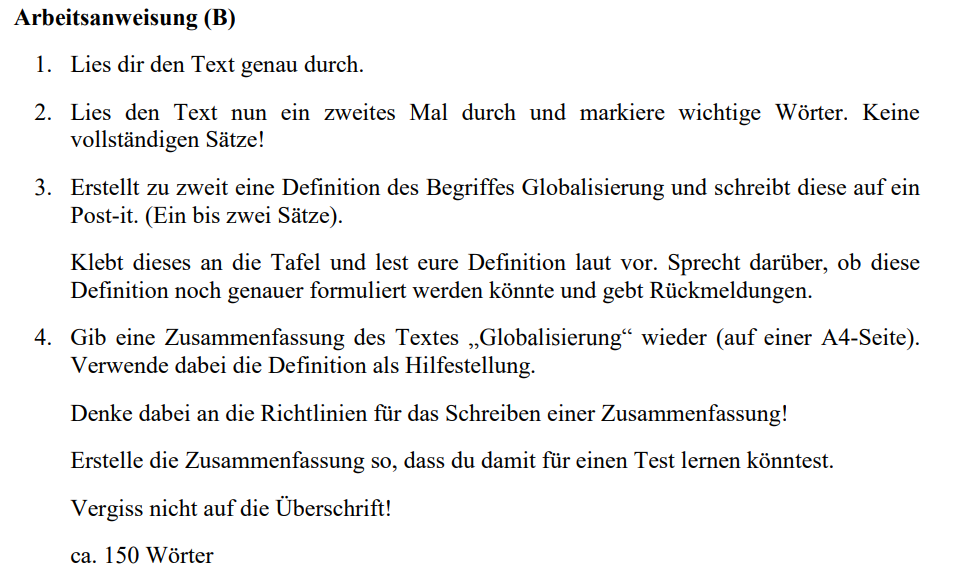 Arbeitsanweisung (B)
1. Lies dir den Text genau durch.
2. Lies den Text nun ein zweites Mal durch und markiere wichtige Wörter. Keine
vollständigen Sätze!
3. Erstellt zu zweit eine Definition des Begriffes Globalisierung und schreibt diese auf ein
Post-it. (Ein bis zwei Sätze).
Klebt dieses an die Tafel und lest eure Definition laut vor. Sprecht darüber, ob diese
Definition noch genauer formuliert werden könnte und gebt Rückmeldungen.
4. Gib eine Zusammenfassung des Textes „Globalisierung“ wieder (auf einer A4-Seite).
Verwende dabei die Definition als Hilfestellung.
Denke dabei an die Richtlinien für das Schreiben einer Zusammenfassung!
Erstelle die Zusammenfassung so, dass du damit für einen Test lernen könntest.
Vergiss nicht auf die Überschrift!
ca. 150 Wörter